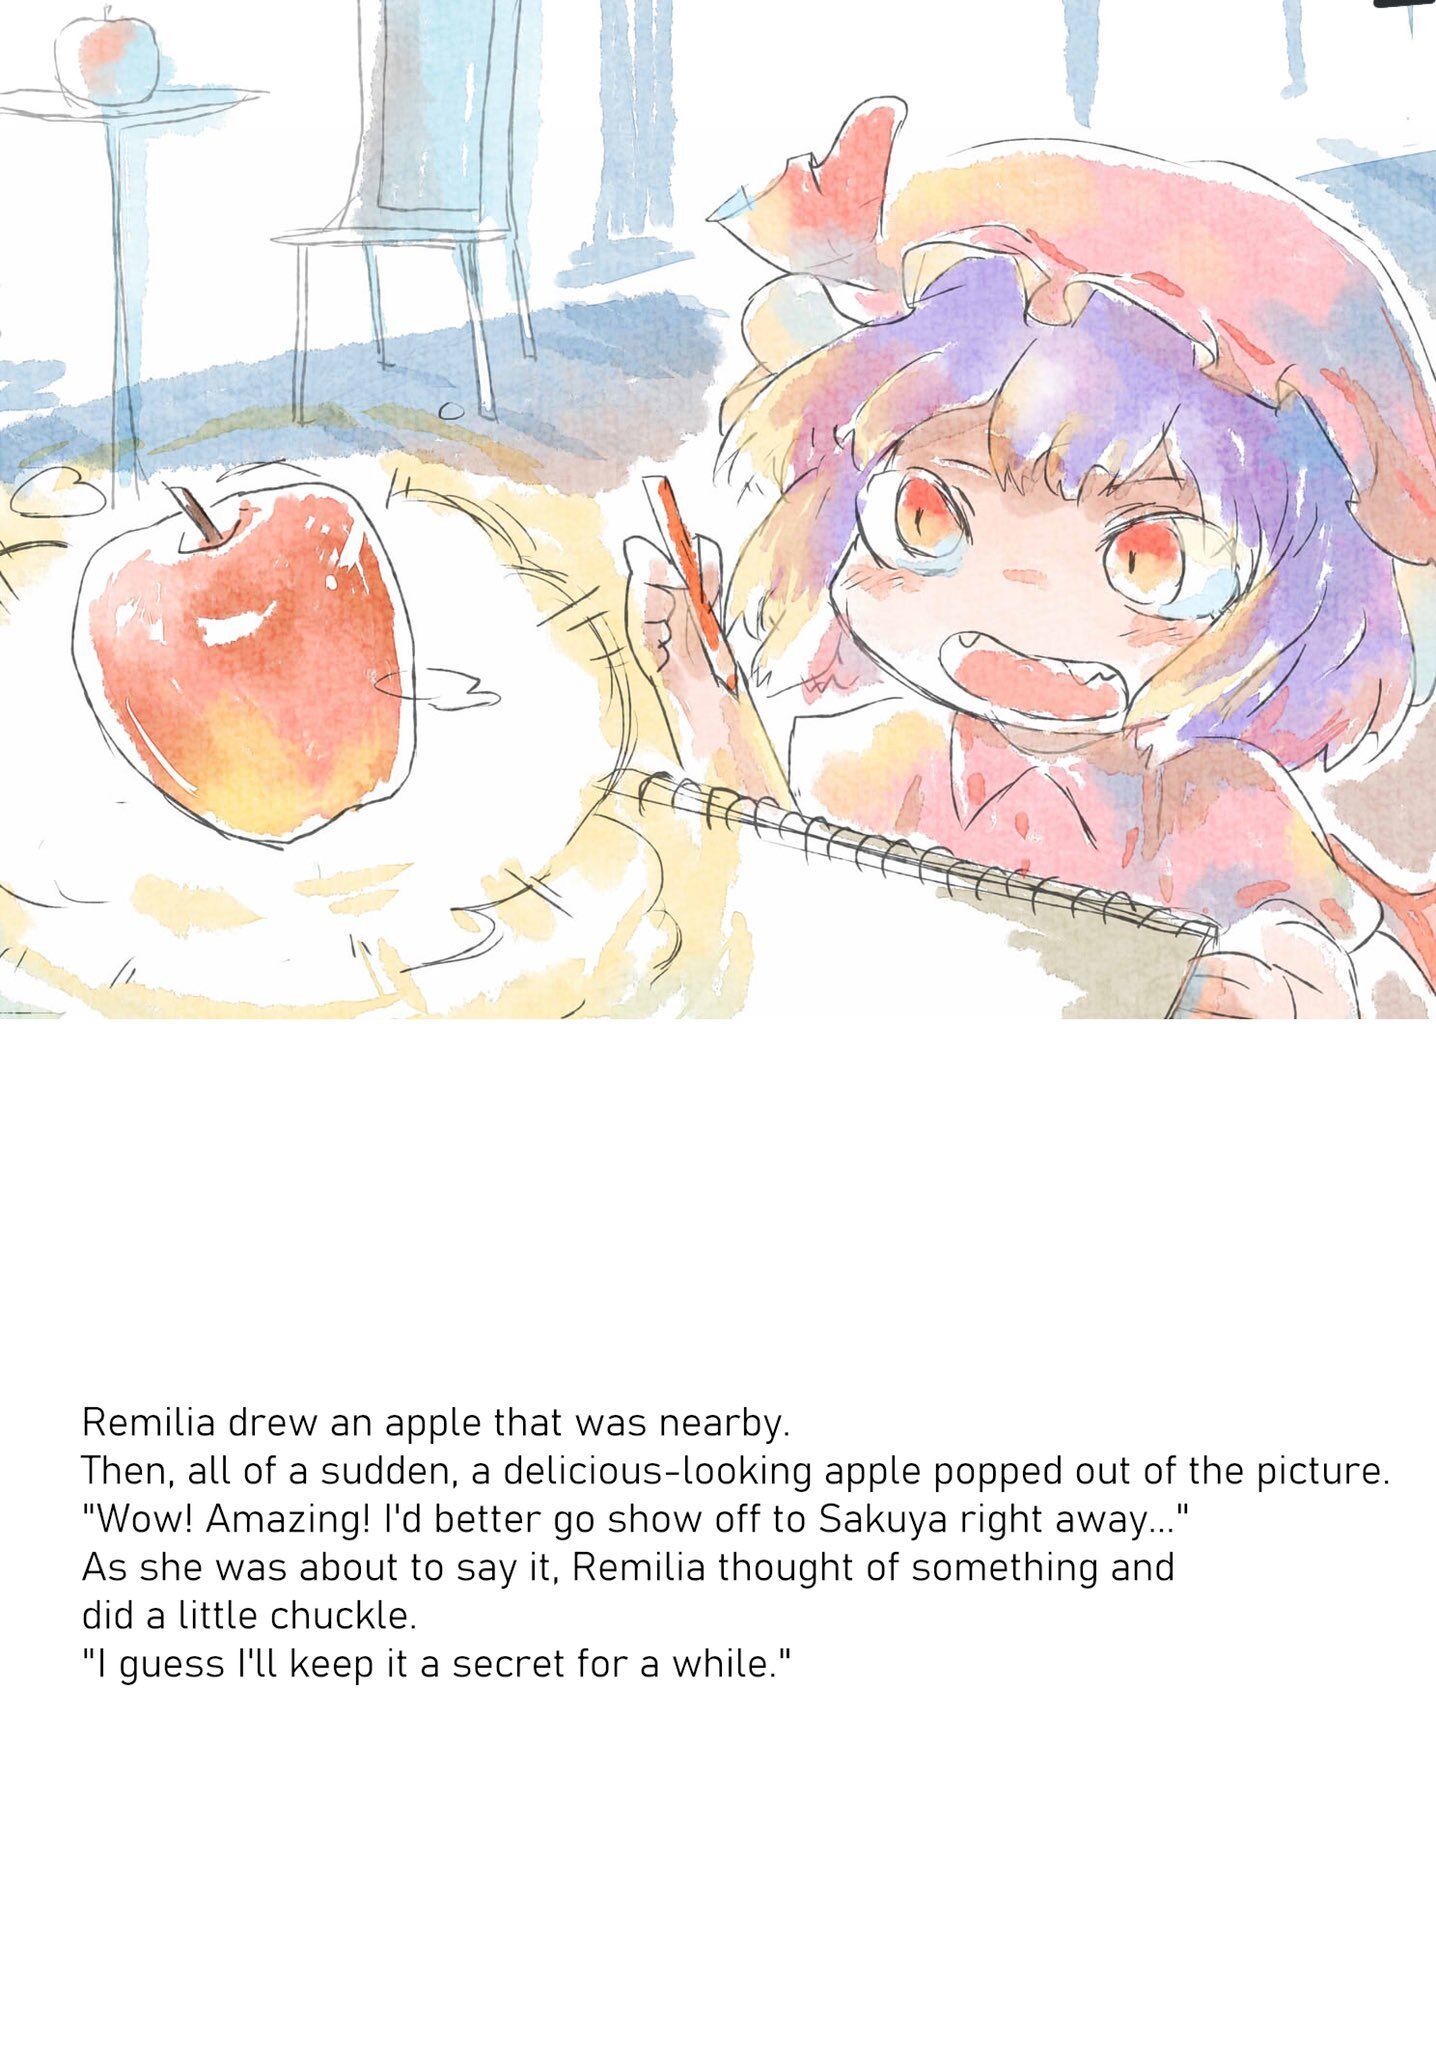 Remilia drew an apple that was nearby.
Then, all of a sudden, a delicious-looking apple popped out of the picture.
"Wow! Amazing! I'd better go show off to Sakuya right away..."
As she was about to say it, Remilia thought of something and
did a little chuckle.
"I guess I'll keep it a secret for a while."